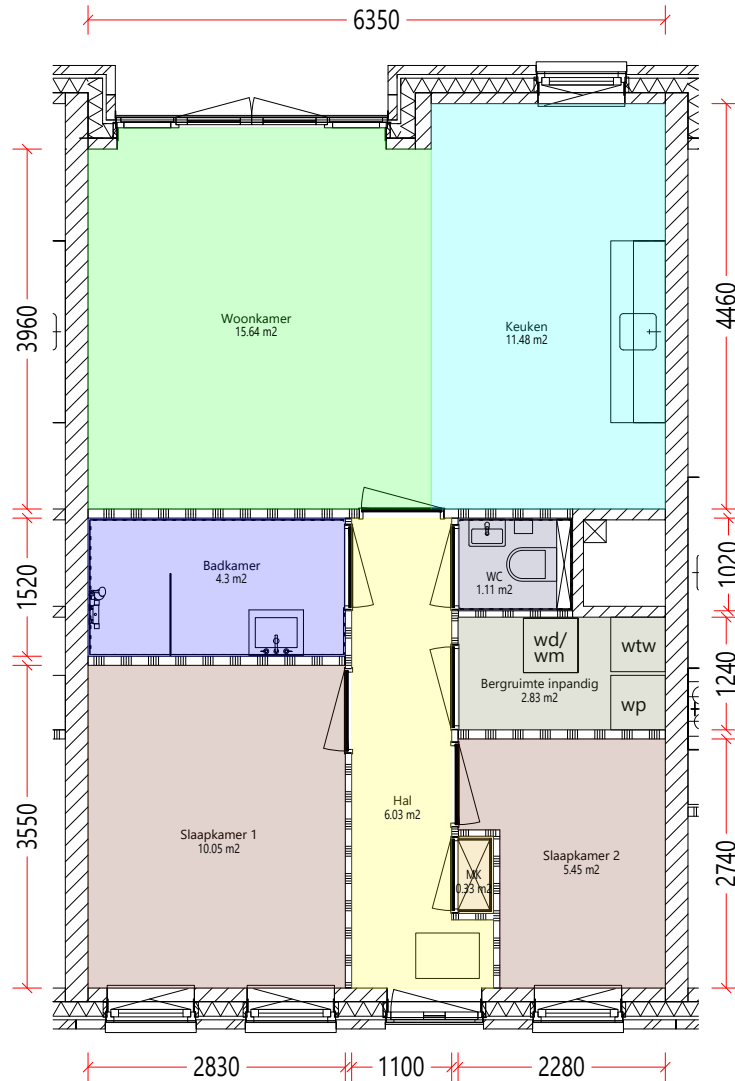 6350
Woonkamer
15.64 m2
Keuken
11.48 m2
3960
4460
Badkamer
4.3 m2
WC
1.11 m2
1520
1020
wd/
wm
wtw
Bergruimte inpandig
2.83 m2
wp
1240
Hal
6.03 m2
Slaapkamer 1
10.05 m2
MK
0.33 m2
Slaapkamer 2
5.45 m2
3550
2740
2830
1100
2280